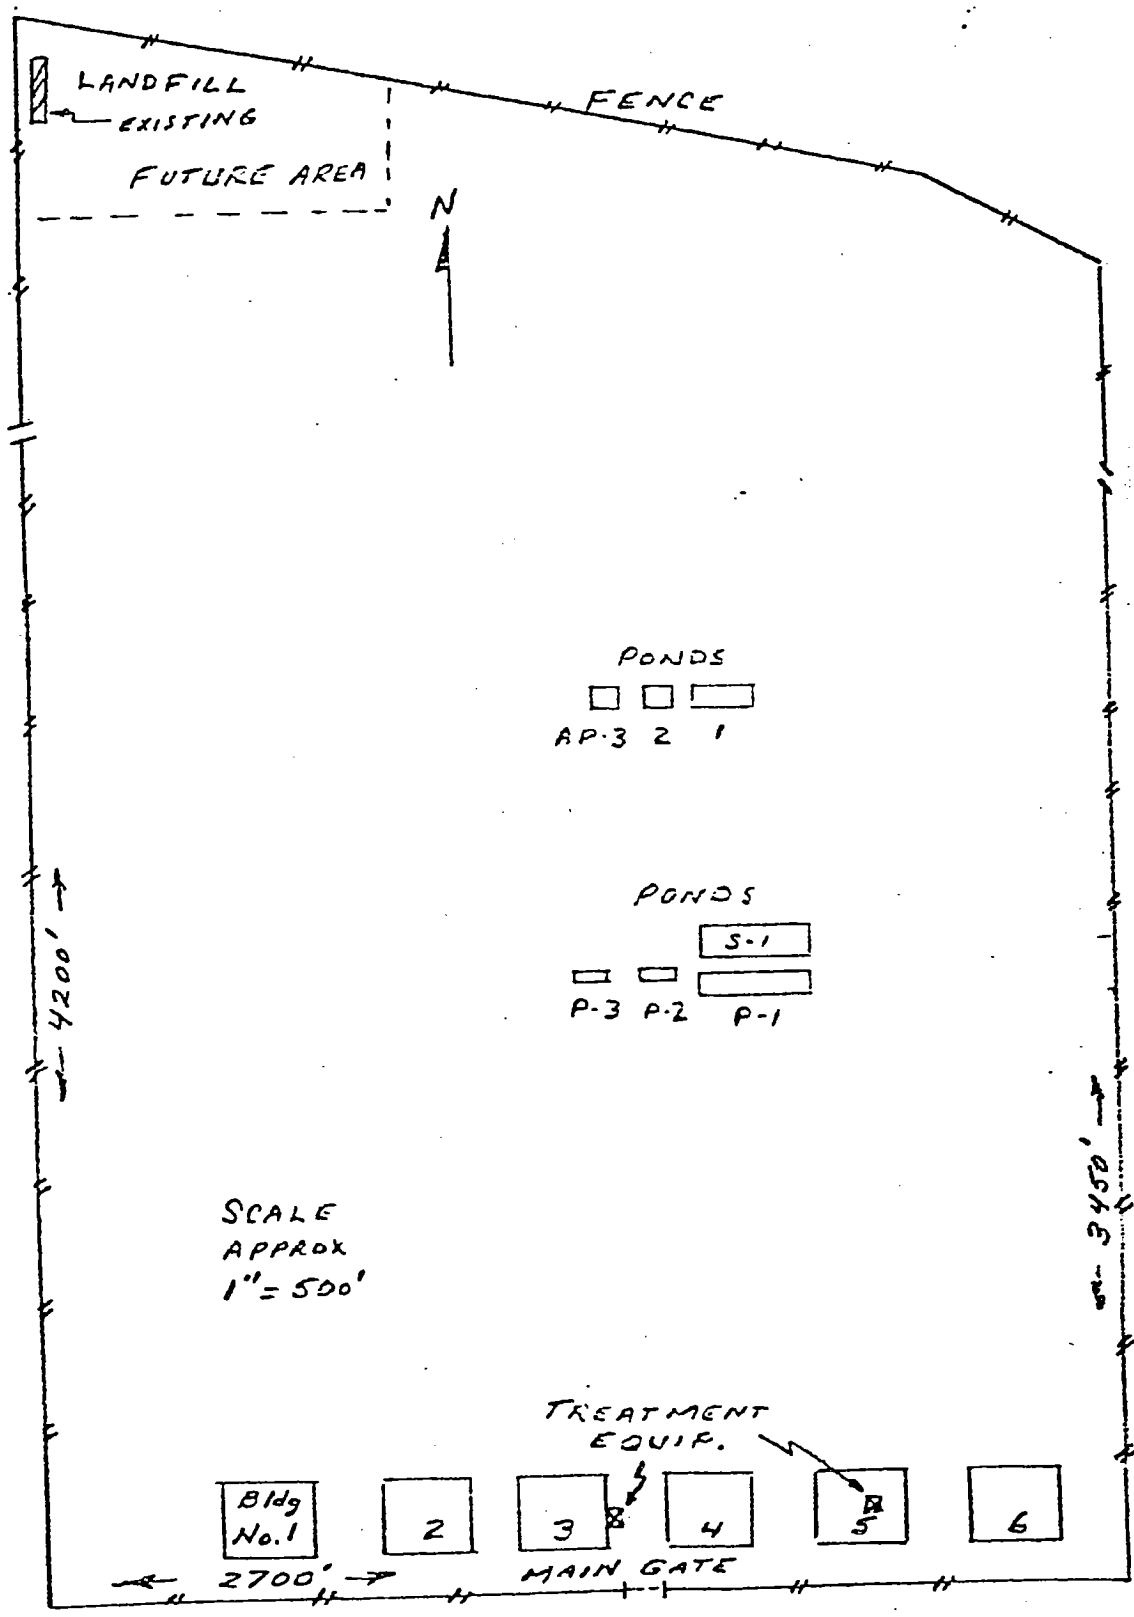 LANDFILL
EXISTING
FENCE
FUTURE AREA
N
PONDS
AP-3 2 1
PONDS
S-1
P-3 P-2 P-1
4200'
3450'
SCALE
APPROX
1"=500'
TREATMENT
EQUIP.
Bldg
No. 1 2 3 4 5 6
2700'
MAIN GATE